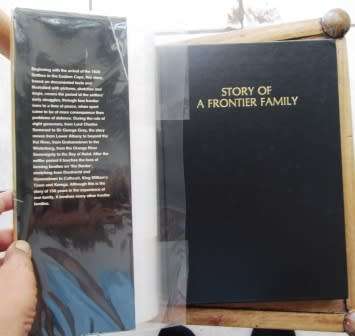 Beginning with the arrival of the 1820
Settlers in the Eastern Cape, this story,
based on documented facts and
illustrated with pictures, sketches and
maps, covers the period of the settlers'
early struggles, through four frontier
wars to a time of peace, when sport
came to be of more consequence than
problems of defence. During the rule of
eight governors, from Lord Charles
Somerset to Sir George Grey, the story
moves from Lower Albany to beyond the
Kei River, from Grahamstown to the
Winterberg, from the Orange River
Sovereignty to the Bay of Natal. After the
settler period it touches the lives of
farming families on 'the Border',
stretching from Dordrecht and
Queenstown to Cathcart, King William's
Town and Komga. Although this is the
story of 150 years in the experience of
one family, it involves many other frontier
families.
STORY OF
A FRONTIER FAMILY